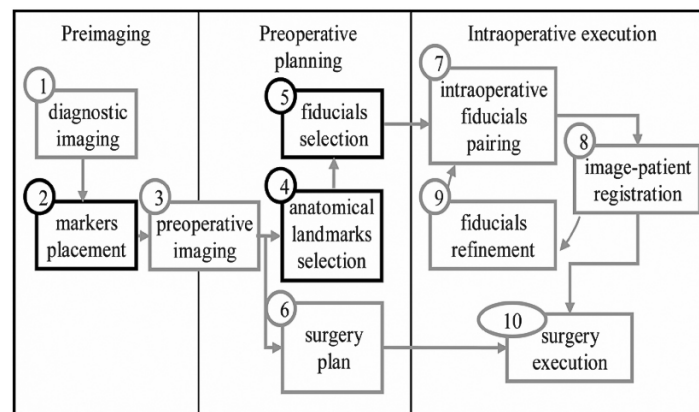 Preimaging
Preoperative
planning
Intraoperative execution
1
diagnostic
imaging
2
markers
placement
3
preoperative
imaging
5
fiducials
selection
4
anatomical
landmarks
selection
6
surgery
plan
7
intraoperative
fiducials
pairing
8
image-patient
registration
9
fiducials
refinement
10
surgery
execution